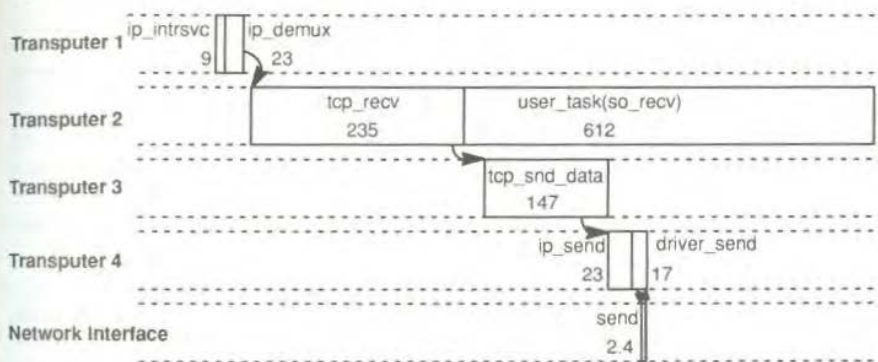 Transputer 1
ip_intrsvc
ip_demux
9
23
Transputer 2
tcp_recv
user_task(so_recv)
235
612
Transputer 3
tcp_snd_data
147
Transputer 4
ip_send
driver_send
23
17
Network Interface
send
2.4